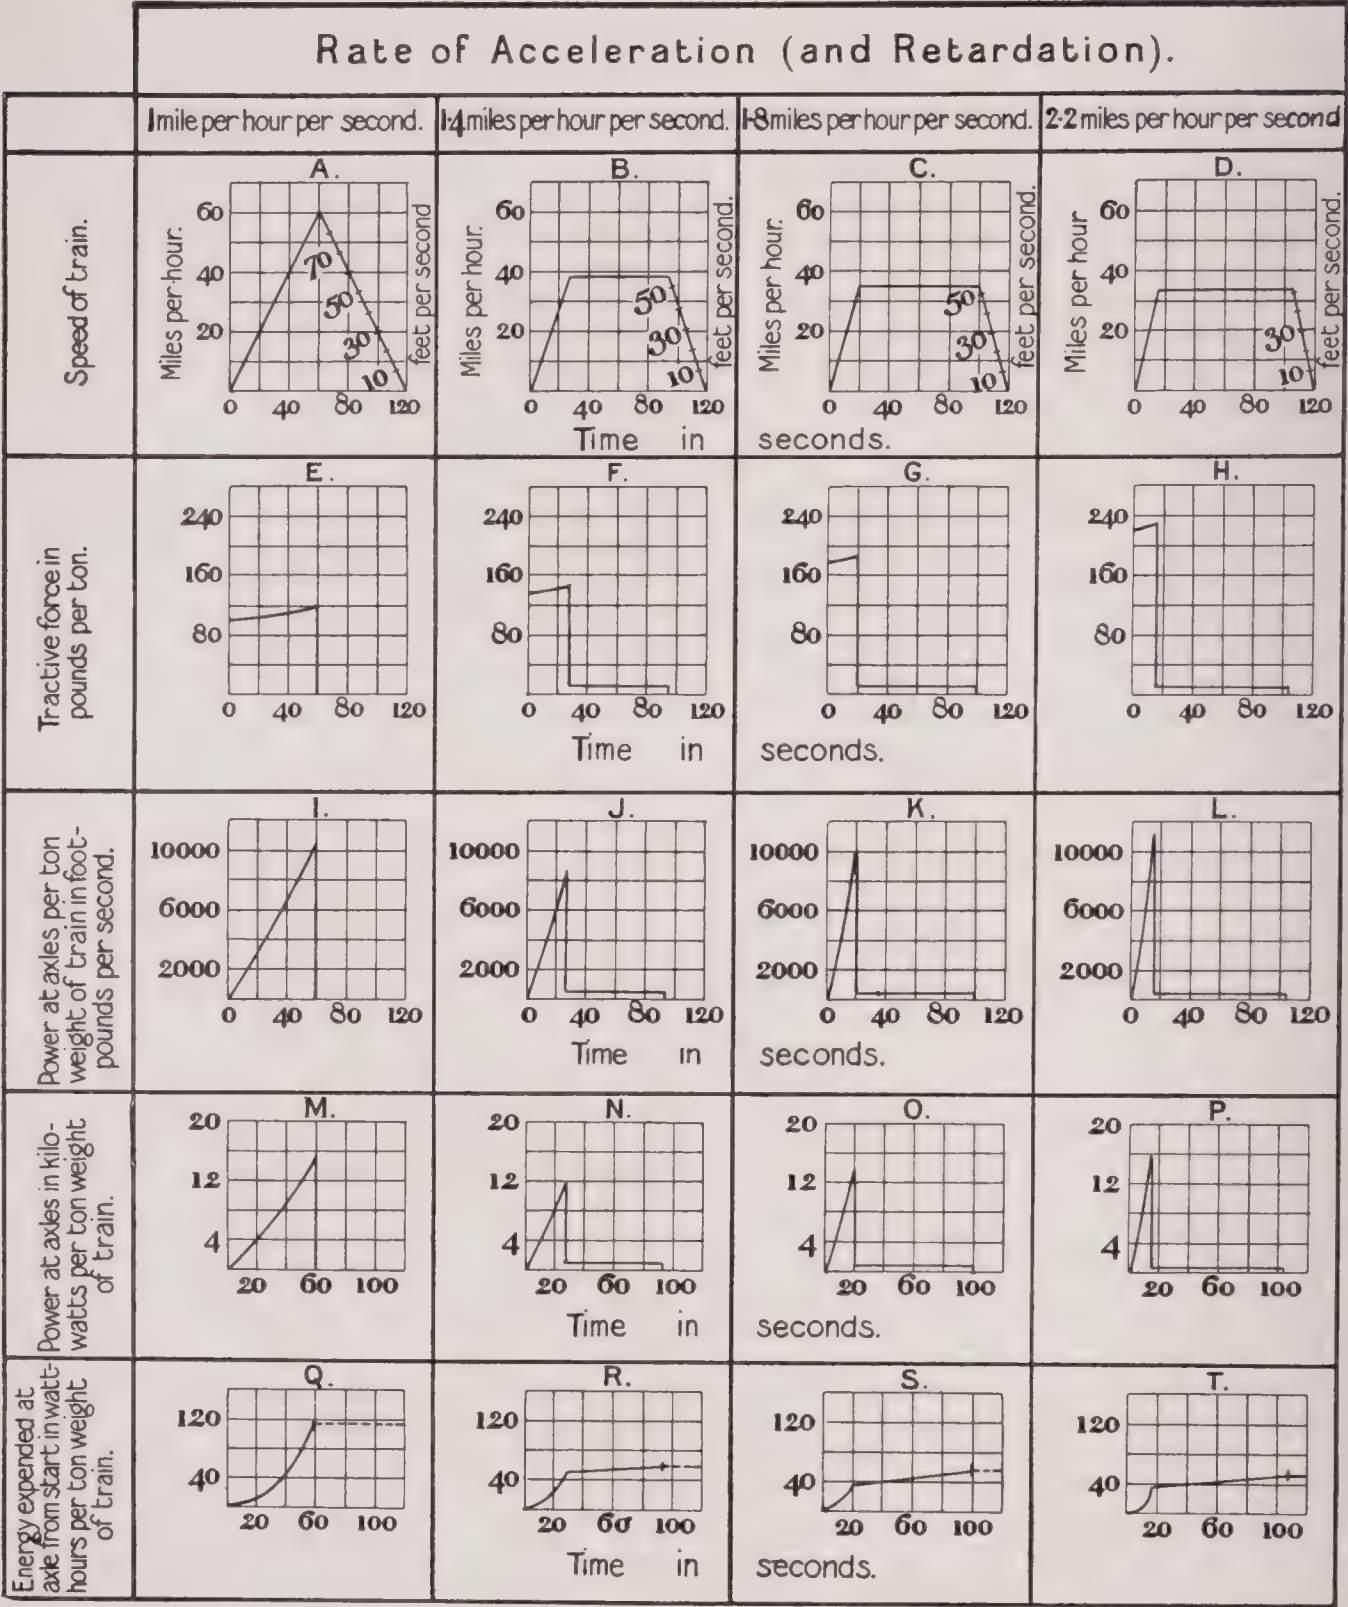 Rate of Acceleration (and Retardation).
1 mile per hour per second. 1·4 miles per hour per second. 1·8 miles per hour per second. 2·2 miles per hour per second
Speed of train.
A. B. C. D.
Miles per hour. feet per second Miles per hour. feet per second. Miles per hour. feet per second. Miles per hour feet per second.
60 60 60 60
40 40 40 40
20 20 20 20
70 50 30 10 50 30 10 50 30 10 30 10
0 40 80 120 0 40 80 120 0 40 80 120 0 40 80 120
Time in seconds.
Tractive force in
pounds per ton.
E. F. G. H.
240 240 240 240
160 160 160 160
80 80 80 80
0 40 80 120 0 40 80 120 0 40 80 120 0 40 80 120
Time in seconds.
Power at axles per ton
weight of train in foot-
pounds per second.
I. J. K. L.
10000 10000 10000 10000
6000 6000 6000 6000
2000 2000 2000 2000
0 40 80 120 0 40 80 120 0 40 80 120 0 40 80 120
Time in seconds.
Power at axles in kilo-
watts per ton weight
of train.
M. N. O. P.
20 20 20 20
12 12 12 12
4 4 4 4
20 60 100 20 60 100 20 60 100 20 60 100
Time in seconds.
Energy expended at
axle from start in watt-
hours per ton weight
of train.
Q. R. S. T.
120 120 120 120
40 40 40 40
20 60 100 20 60 100 20 60 100 20 60 100
Time in seconds.